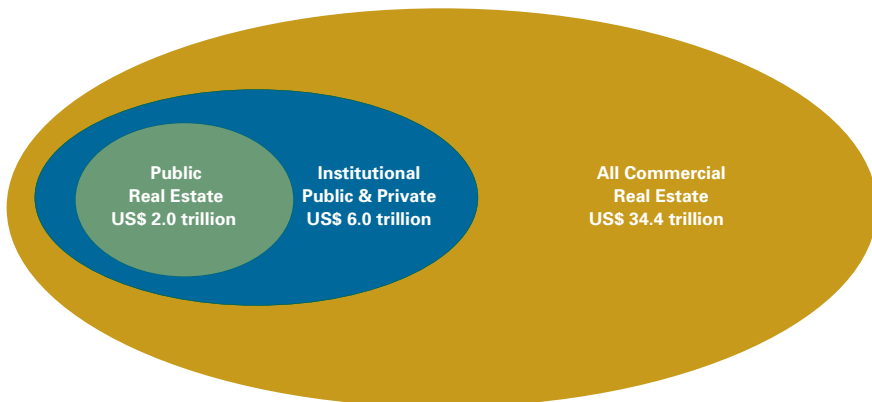 Public
Real Estate
US$ 2.0 trillion
Institutional
Public & Private
US$ 6.0 trillion
All Commercial
Real Estate
US$ 34.4 trillion